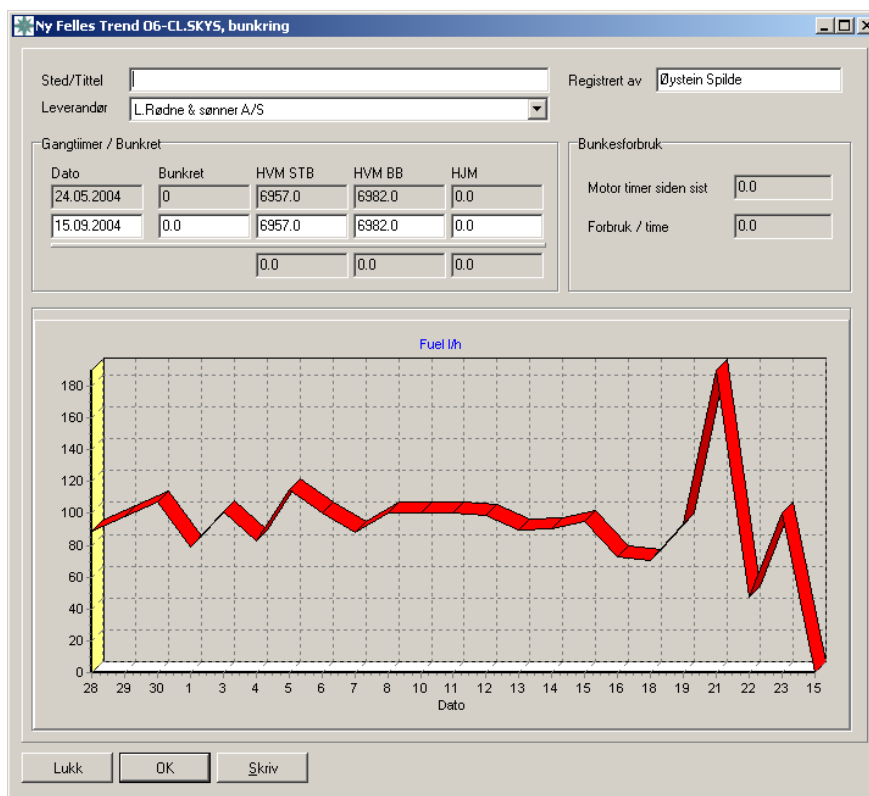 Ny Felles Trend 06-CL.SKYS, bunkring
Sted/Tittel
Registrert av Øystein Spilde
Leverandør L.Rødne & sønner A/S
Gangtiimer / Bunkret
Bunkesforbruk
Dato Bunkret HVM STB HVM BB HJM
24.05.2004 0 6957.0 6982.0 0.0
Motor timer siden sist 0.0
15.09.2004 0.0 6957.0 6982.0 0.0
Forbruk / time 0.0
0.0 0.0 0.0
Fuel l/h
180
160
140
120
100
80
60
40
20
0
28 29 30 1 3 4 5 6 7 8 10 11 12 13 14 15 16 18 19 21 22 23 15
Dato
Lukk OK Skriv